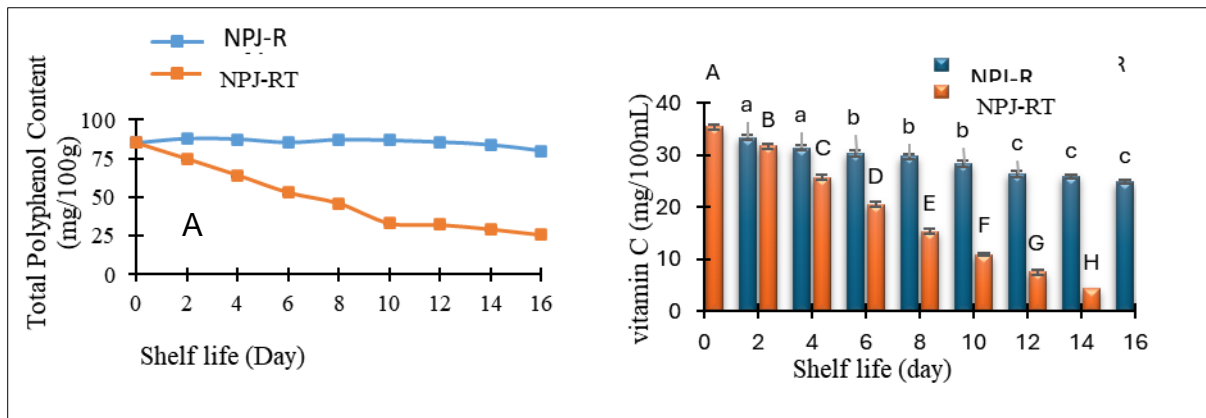 NPJ-R
NPJ-RT
Total Polyphenol Content
(mg/100g)
100
75
50
25
0
A
0 2 4 6 8 10 12 14 16
Shelf life (Day)
A
NPJ-R
NPJ-RT
R
vitamin C (mg/100mL)
40
30
20
10
0
a B a C b D b E b F c G c H c
0 2 4 6 8 10 12 14 16
Shelf life (day)